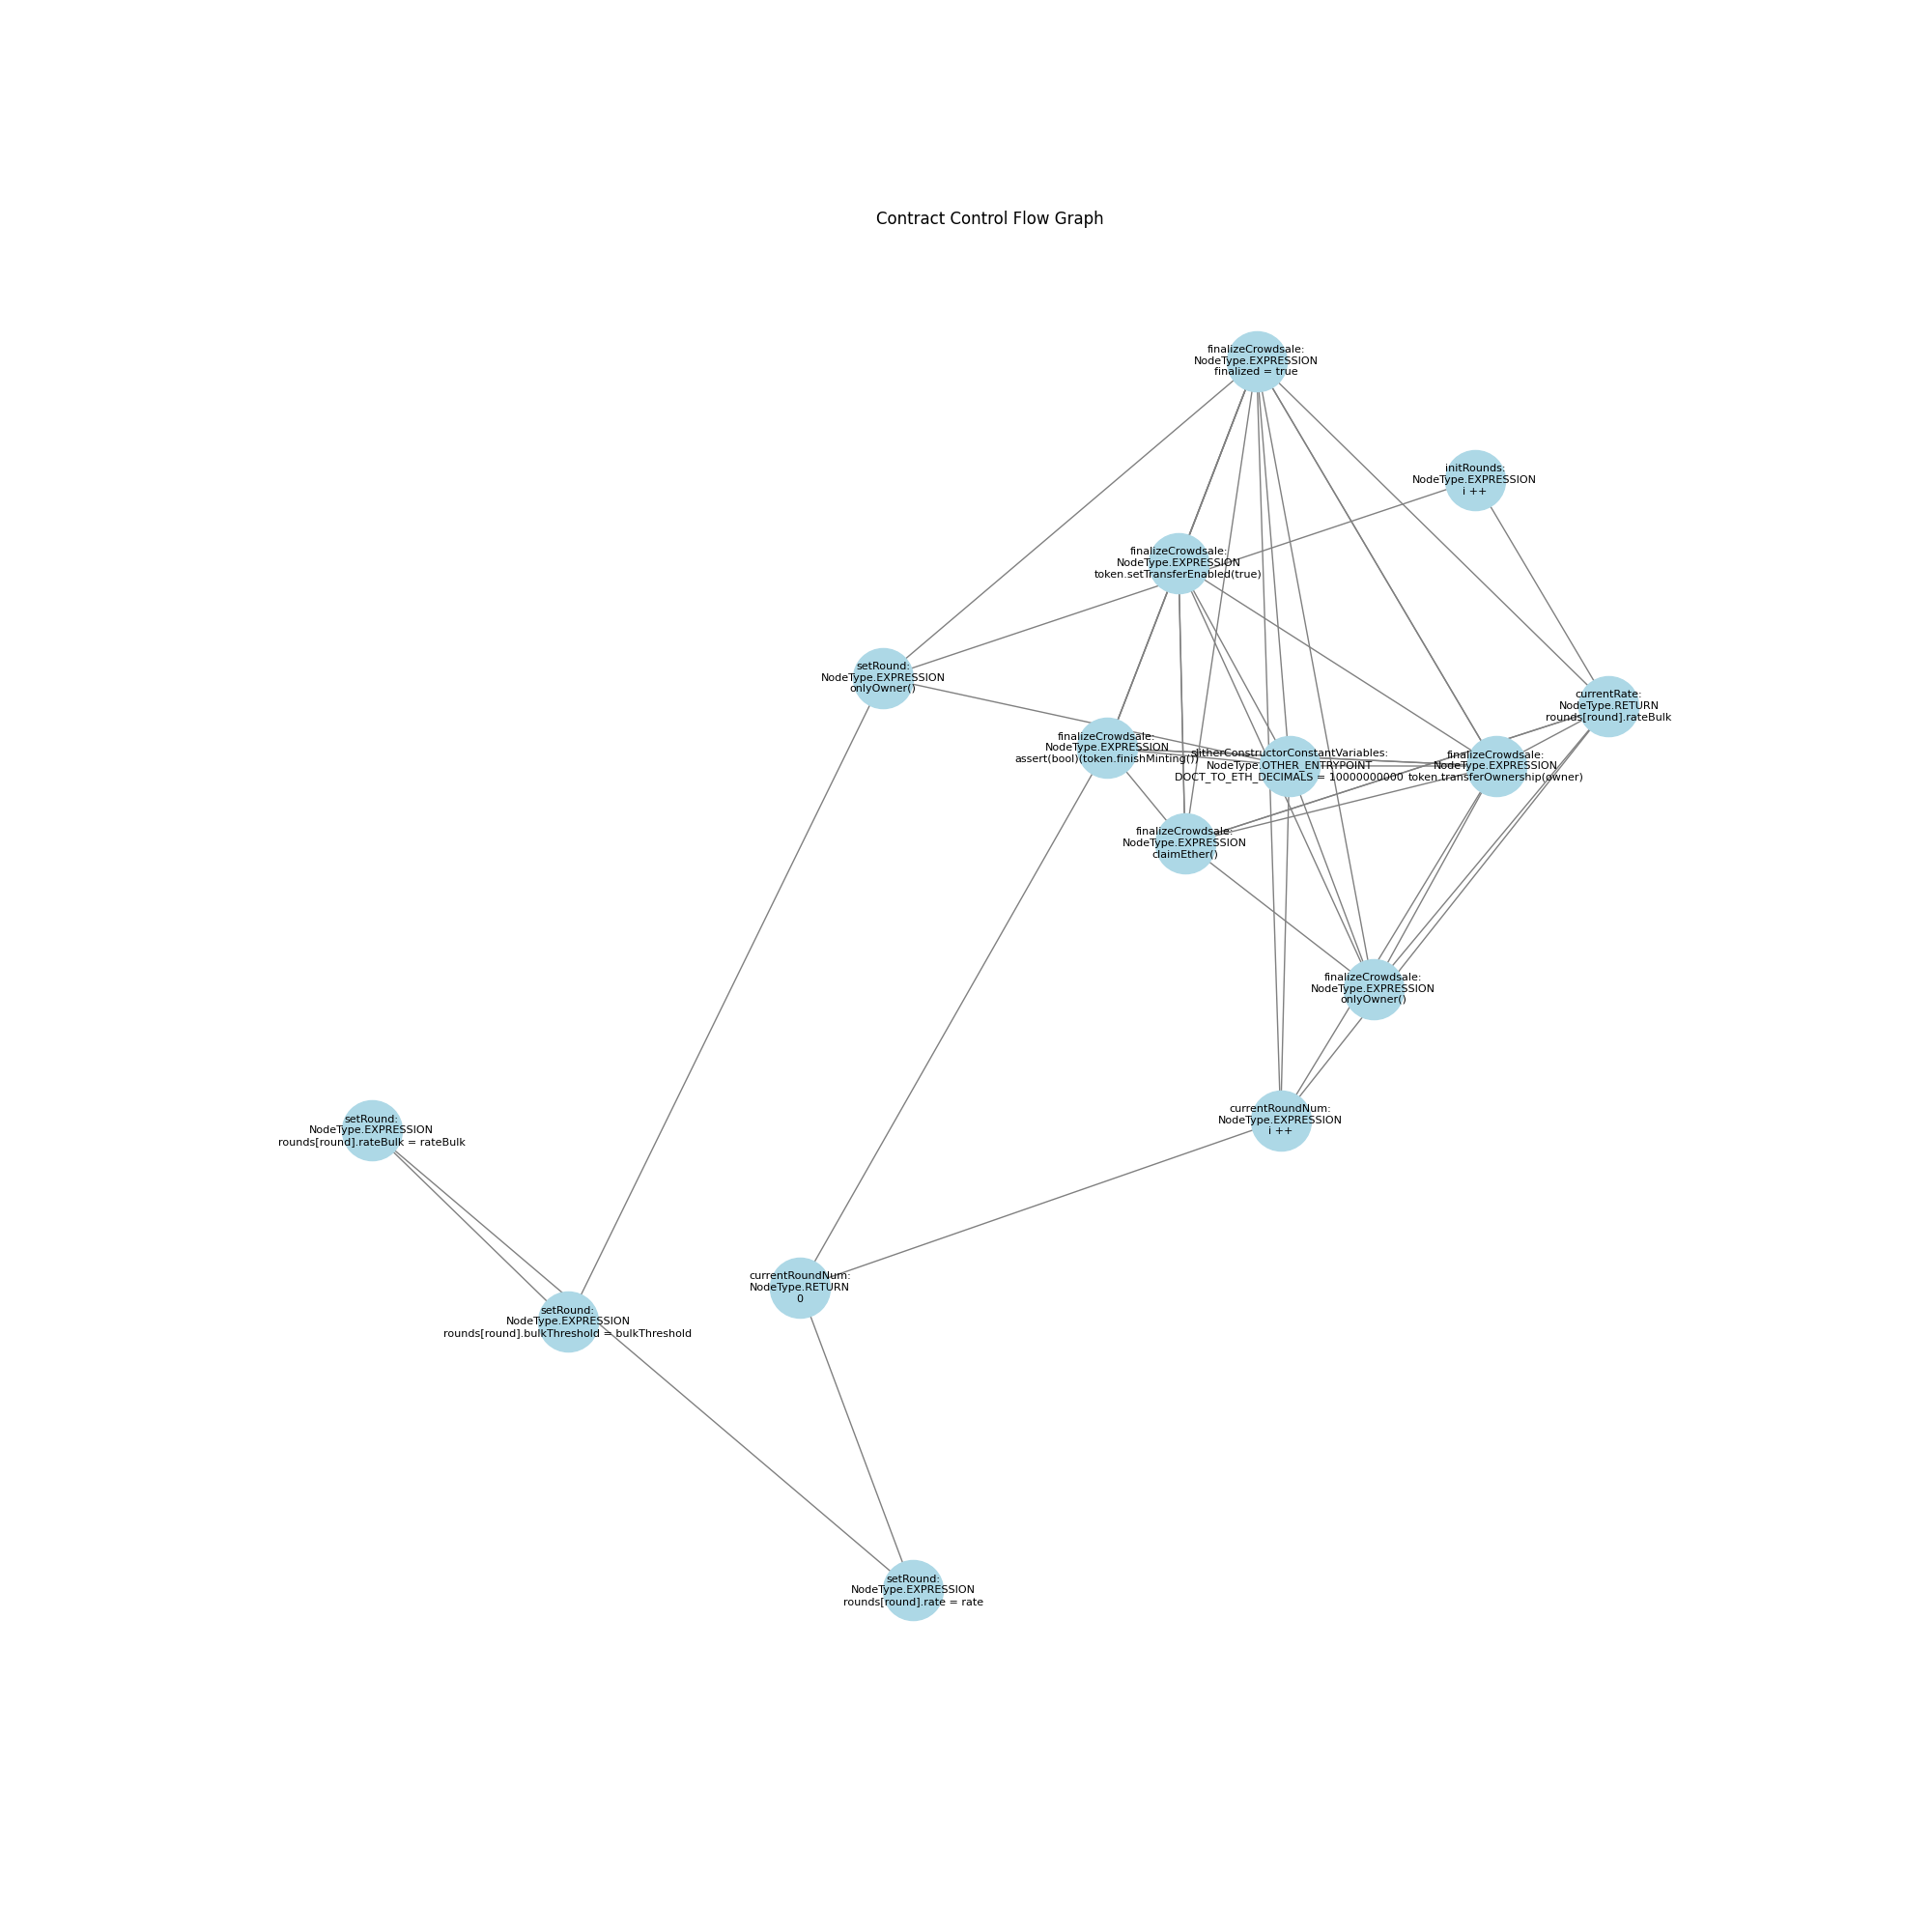 Contract Control Flow Graph
finalizeCrowdsale:
NodeType.EXPRESSION
finalized = true
initRounds:
NodeType.EXPRESSION
i ++
finalizeCrowdsale:
NodeType.EXPRESSION
token.setTransferEnabled(true)
setRound:
NodeType.EXPRESSION
onlyOwner()
currentRate:
NodeType.RETURN
rounds[round].rateBulk
finalizeCrowdsale:
NodeType.EXPRESSION
assert(bool)(token.finishMinting())
slitherConstructorConstantVariables:
NodeType.OTHER_ENTRYPOINT
DOCT_TO_ETH_DECIMALS = 10000000000
finalizeCrowdsale:
NodeType.EXPRESSION
token.transferOwnership(owner)
finalizeCrowdsale:
NodeType.EXPRESSION
claimEther()
finalizeCrowdsale:
NodeType.EXPRESSION
onlyOwner()
currentRoundNum:
NodeType.EXPRESSION
i ++
setRound:
NodeType.EXPRESSION
rounds[round].rateBulk = rateBulk
currentRoundNum:
NodeType.RETURN
0
setRound:
NodeType.EXPRESSION
rounds[round].bulkThreshold = bulkThreshold
setRound:
NodeType.EXPRESSION
rounds[round].rate = rate